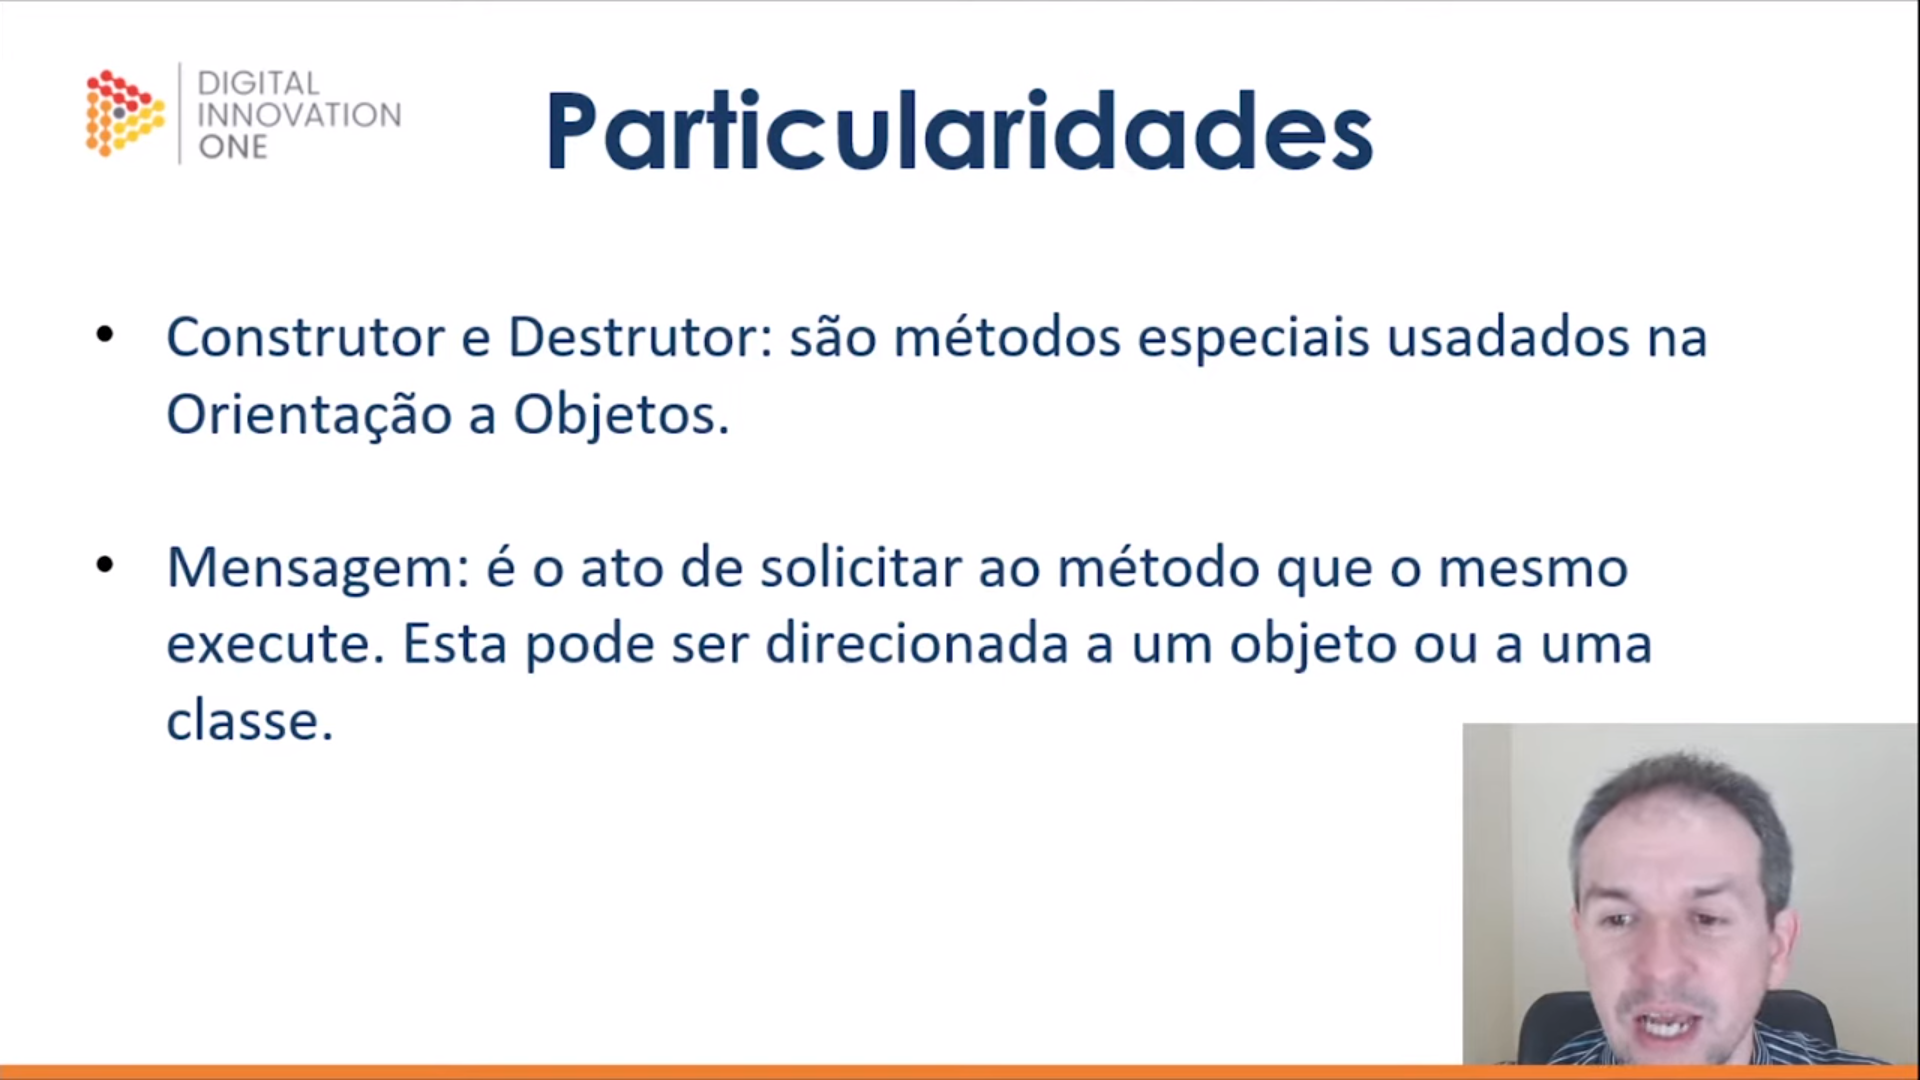 DIGITAL
INNOVATION
ONE
Particularidades
• Construtor e Destrutor: são métodos especiais usadados na
Orientação a Objetos.
• Mensagem: é o ato de solicitar ao método que o mesmo
execute. Esta pode ser direcionada a um objeto ou a uma
classe.